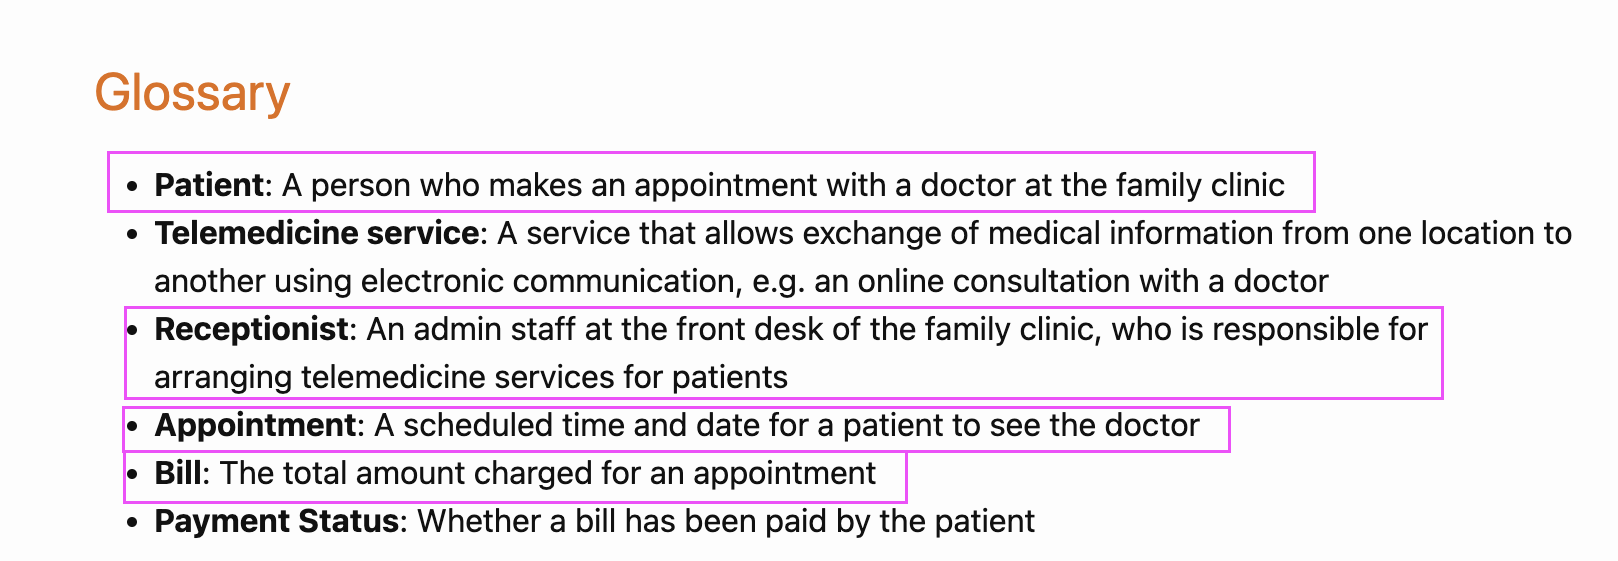 Glossary
• Patient: A person who makes an appointment with a doctor at the family clinic
• Telemedicine service: A service that allows exchange of medical information from one location to
another using electronic communication, e.g. an online consultation with a doctor
• Receptionist: An admin staff at the front desk of the family clinic, who is responsible for
arranging telemedicine services for patients
• Appointment: A scheduled time and date for a patient to see the doctor
• Bill: The total amount charged for an appointment
• Payment Status: Whether a bill has been paid by the patient